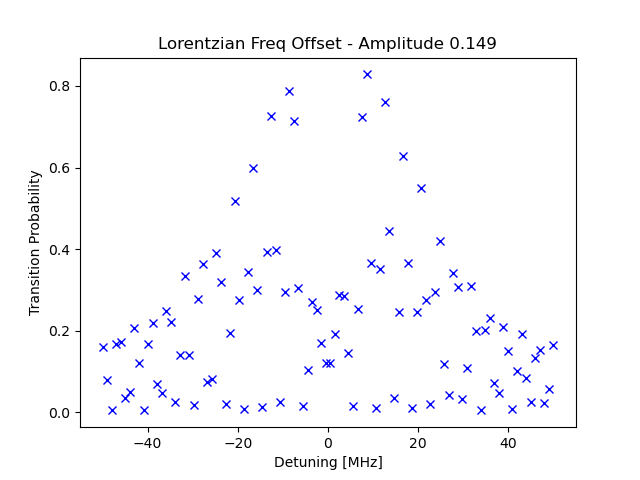 Lorentzian Freq Offset - Amplitude 0.149
Transition Probability
0.8
0.6
0.4
0.2
0.0
−40 −20 0 20 40
Detuning [MHz]